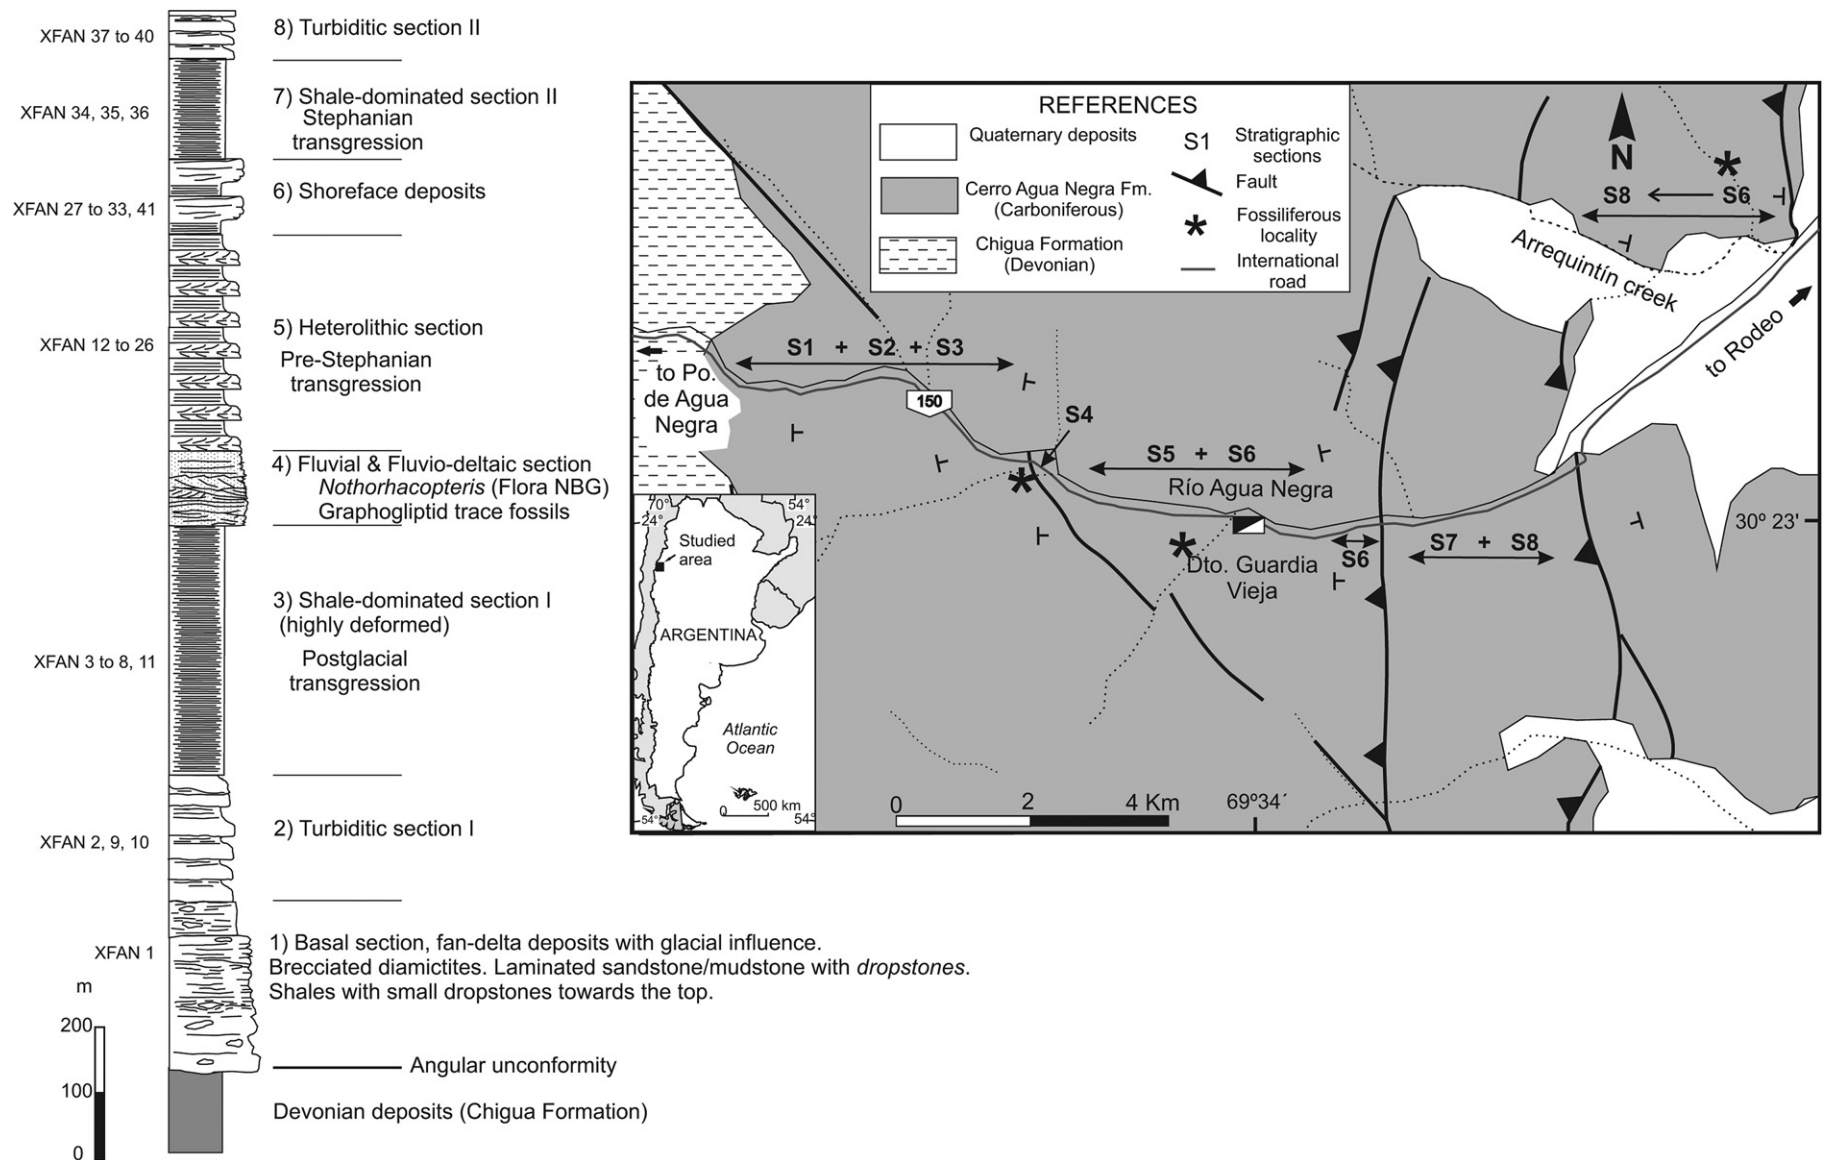 XFAN 37 to 40
8) Turbiditic section II
XFAN 34, 35, 36
7) Shale-dominated section II
Stephanian
transgression
6) Shoreface deposits
XFAN 27 to 33, 41
XFAN 12 to 26
5) Heterolithic section
Pre-Stephanian
transgression
4) Fluvial & Fluvio-deltaic section
Nothorhacopteris (Flora NBG)
Graphogliptid trace fossils
3) Shale-dominated section I
(highly deformed)
Postglacial
transgression
XFAN 3 to 8, 11
XFAN 2, 9, 10
2) Turbiditic section I
XFAN 1
1) Basal section, fan-delta deposits with glacial influence.
Brecciated diamictites. Laminated sandstone/mudstone with dropstones.
Shales with small dropstones towards the top.
m
200
100
0
Angular unconformity
Devonian deposits (Chigua Formation)
REFERENCES
Quaternary deposits
Cerro Agua Negra Fm.
(Carboniferous)
Chigua Formation
(Devonian)
S1
Stratigraphic
sections
Fault
Fossiliferous
locality
International
road
N
S8
S6
Arrequintín creek
to Rodeo
S1 + S2 + S3
to Po.
de Agua
Negra
150
S4
S5 + S6
Río Agua Negra
30º 23'
Dto. Guardia
Vieja
S6
S7 + S8
70°
54°
24°
24°
Studied
area
ARGENTINA
Atlantic
Ocean
0
500 km
54°
54°
0
2
4 Km
69º34´